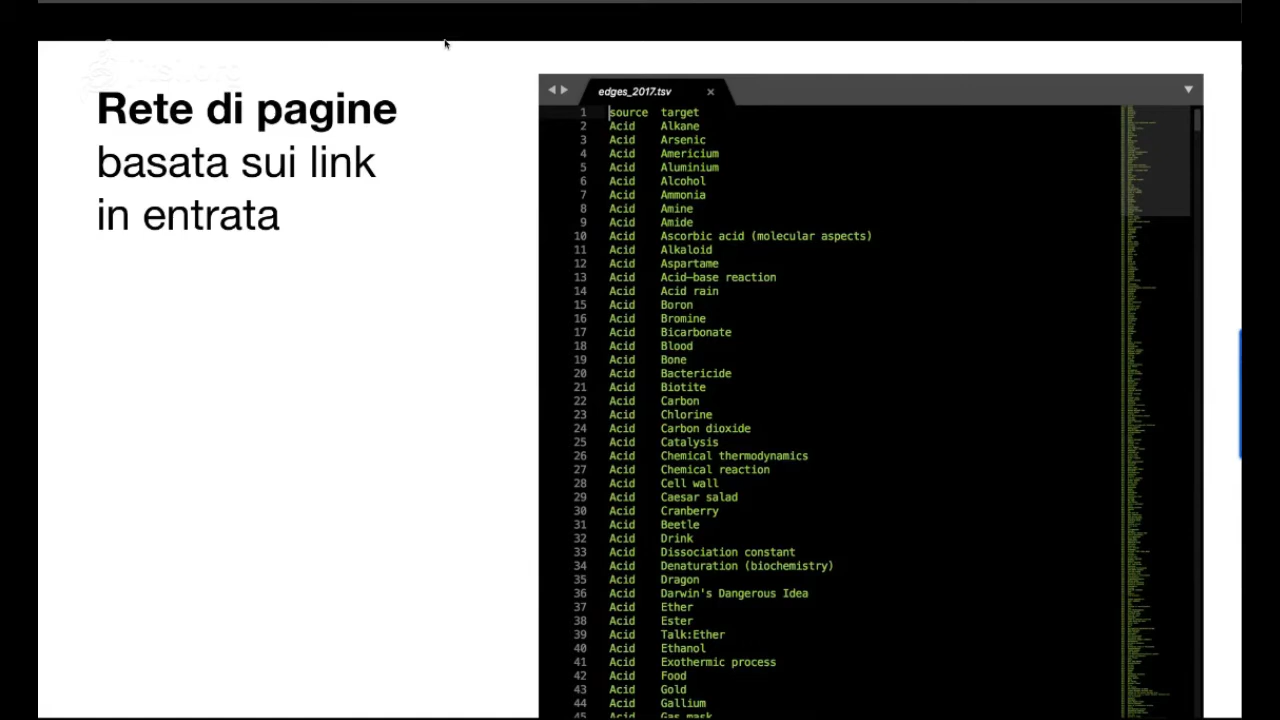 Rete di pagine
basata sui link
in entrata
edges_2017.tsv
1 source target
2 Acid Alkane
3 Acid Arsenic
4 Acid Americium
5 Acid Aluminium
6 Acid Alcohol
7 Acid Ammonia
8 Acid Amine
9 Acid Amide
10 Acid Ascorbic acid (molecular aspects)
11 Acid Alkaloid
12 Acid Aspartame
13 Acid Acid–base reaction
14 Acid Acid rain
15 Acid Boron
16 Acid Bromine
17 Acid Bicarbonate
18 Acid Blood
19 Acid Bone
20 Acid Bactericide
21 Acid Biotite
22 Acid Carbon
23 Acid Chlorine
24 Acid Carbon dioxide
25 Acid Catalysis
26 Acid Chemical thermodynamics
27 Acid Chemical reaction
28 Acid Cell wall
29 Acid Caesar salad
30 Acid Cranberry
31 Acid Beetle
32 Acid Drink
33 Acid Dissociation constant
34 Acid Denaturation (biochemistry)
35 Acid Dragon
36 Acid Darwin's Dangerous Idea
37 Acid Ether
38 Acid Ester
39 Acid Talk:Ether
40 Acid Ethanol
41 Acid Exothermic process
42 Acid Food
43 Acid Gold
44 Acid Gallium
45 Acid Gas mask